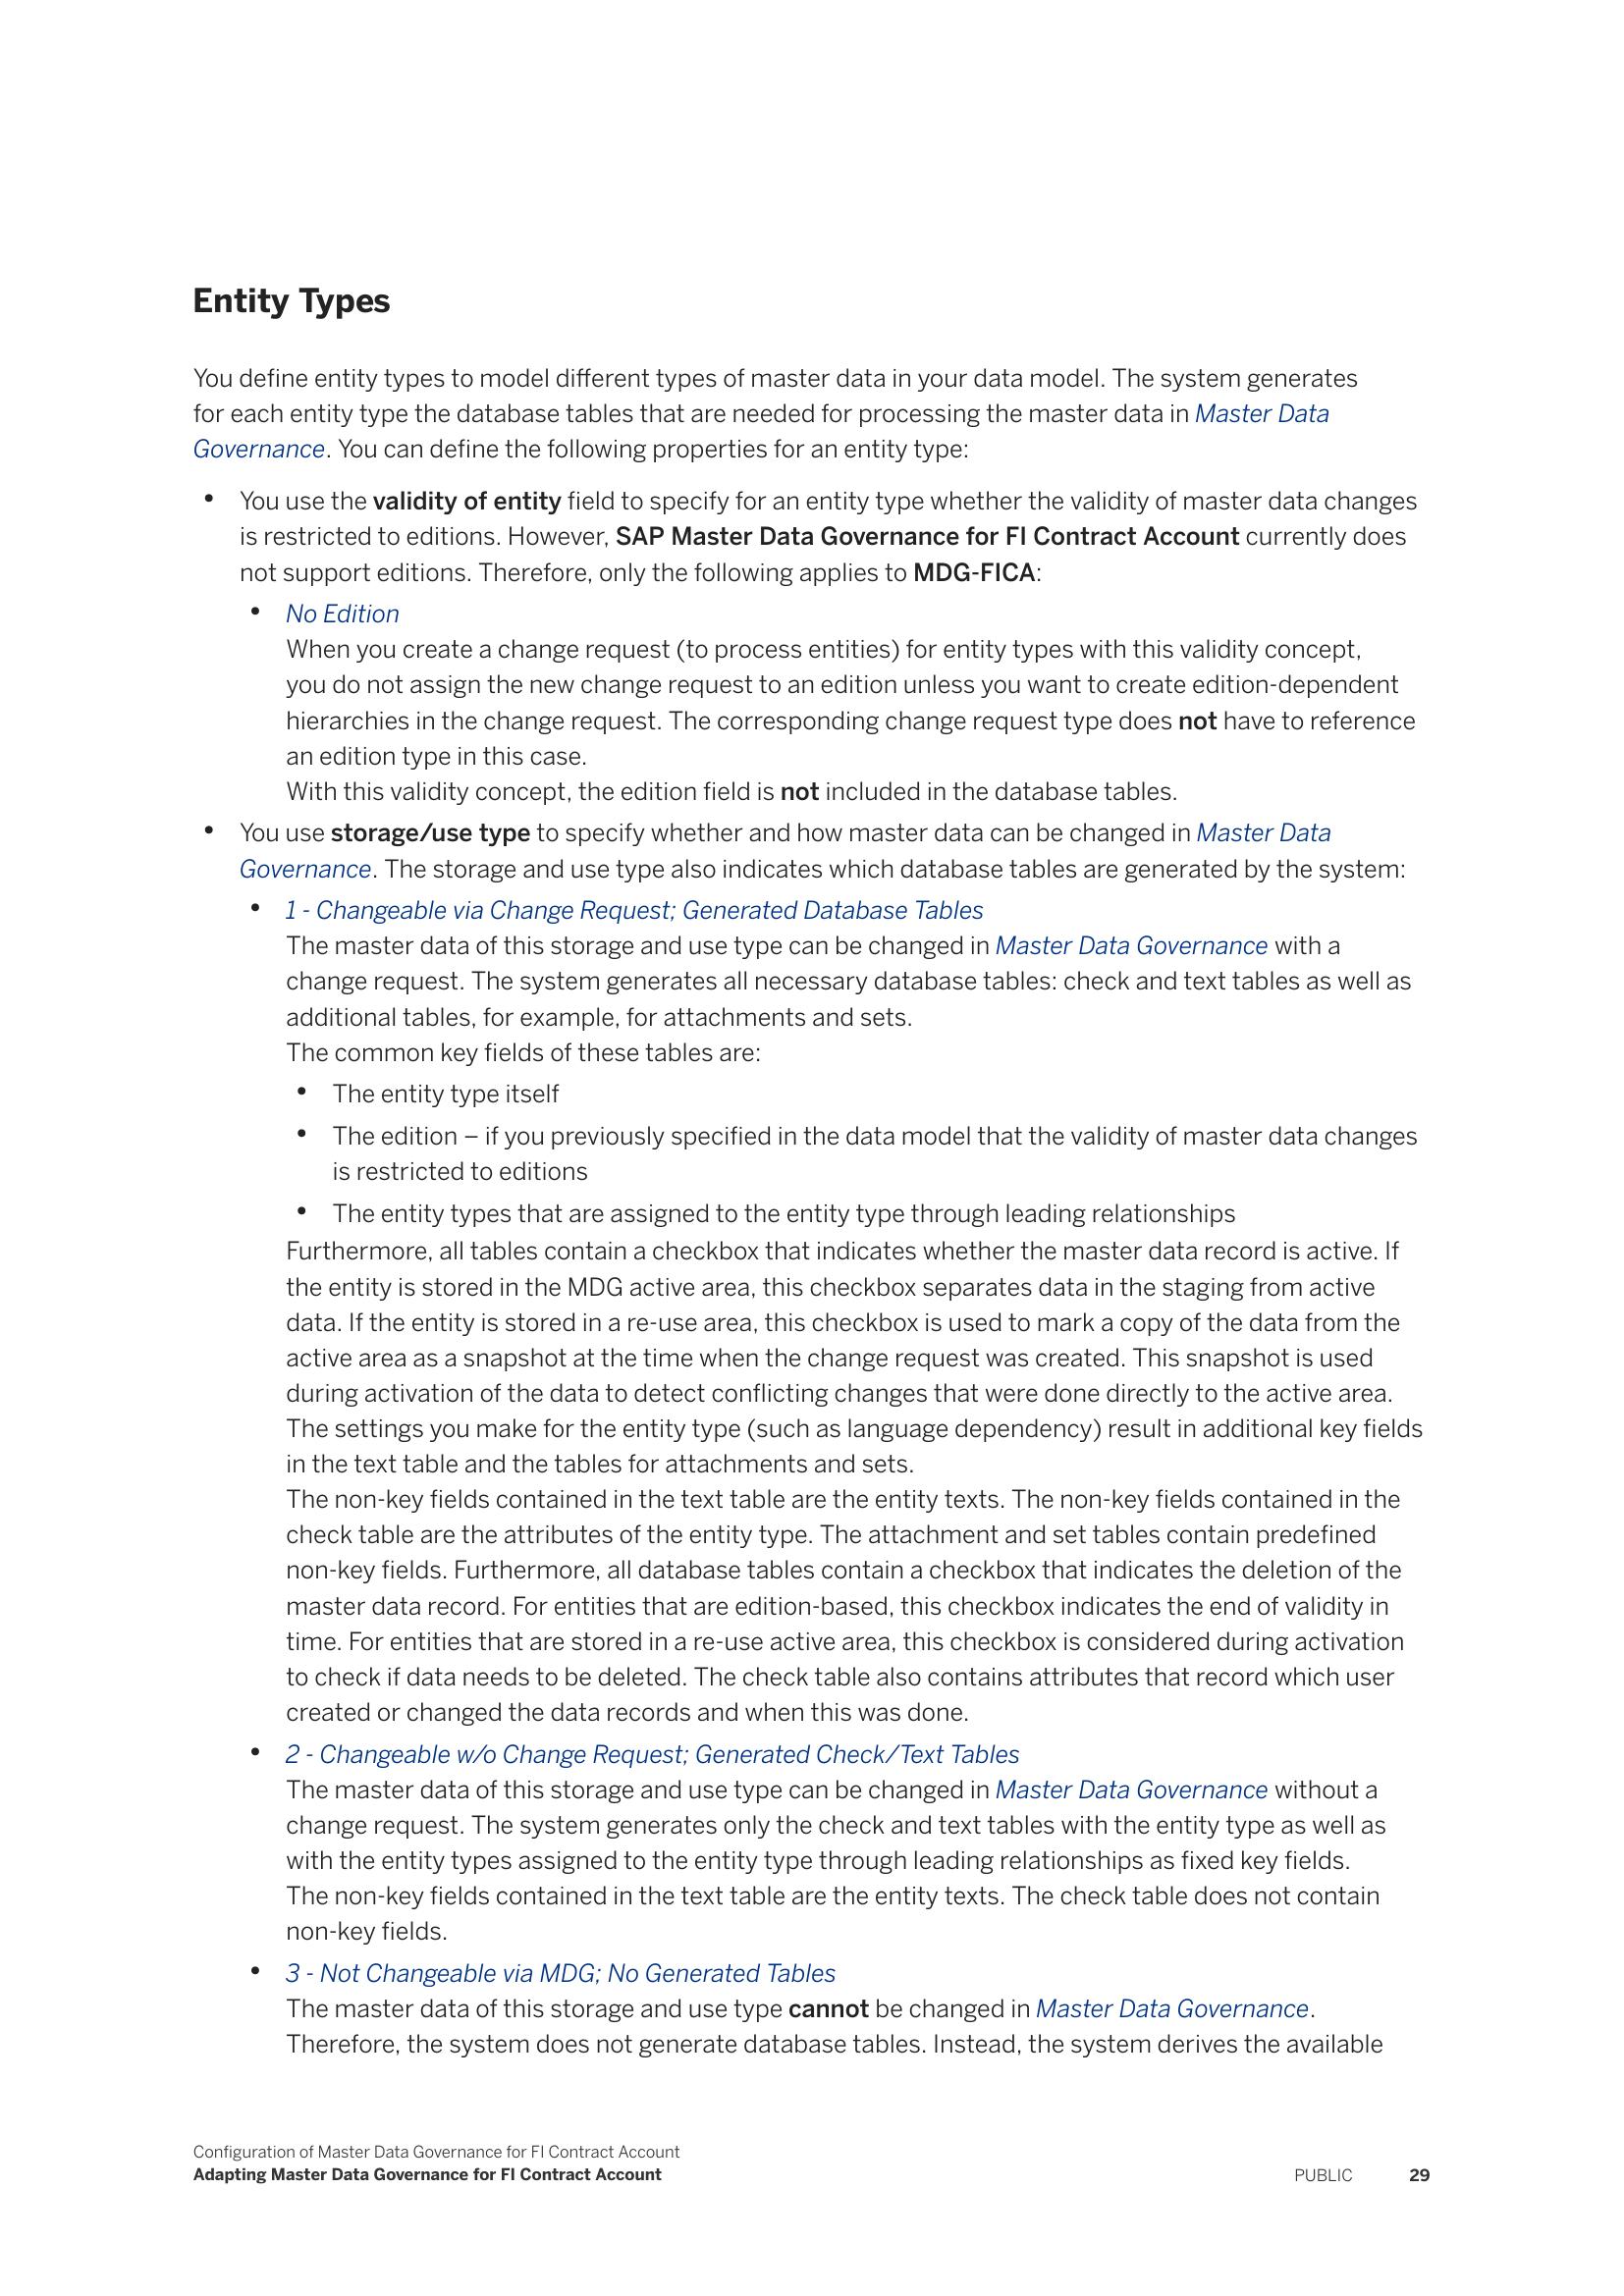 Entity Types
You define entity types to model different types of master data in your data model. The system generates
for each entity type the database tables that are needed for processing the master data in Master Data
Governance. You can define the following properties for an entity type:
• You use the validity of entity field to specify for an entity type whether the validity of master data changes
is restricted to editions. However, SAP Master Data Governance for FI Contract Account currently does
not support editions. Therefore, only the following applies to MDG-FICA:
• No Edition
When you create a change request (to process entities) for entity types with this validity concept,
you do not assign the new change request to an edition unless you want to create edition-dependent
hierarchies in the change request. The corresponding change request type does not have to reference
an edition type in this case.
With this validity concept, the edition field is not included in the database tables.
• You use storage/use type to specify whether and how master data can be changed in Master Data
Governance. The storage and use type also indicates which database tables are generated by the system:
• 1 - Changeable via Change Request; Generated Database Tables
The master data of this storage and use type can be changed in Master Data Governance with a
change request. The system generates all necessary database tables: check and text tables as well as
additional tables, for example, for attachments and sets.
The common key fields of these tables are:
• The entity type itself
• The edition – if you previously specified in the data model that the validity of master data changes
is restricted to editions
• The entity types that are assigned to the entity type through leading relationships
Furthermore, all tables contain a checkbox that indicates whether the master data record is active. If
the entity is stored in the MDG active area, this checkbox separates data in the staging from active
data. If the entity is stored in a re-use area, this checkbox is used to mark a copy of the data from the
active area as a snapshot at the time when the change request was created. This snapshot is used
during activation of the data to detect conflicting changes that were done directly to the active area.
The settings you make for the entity type (such as language dependency) result in additional key fields
in the text table and the tables for attachments and sets.
The non-key fields contained in the text table are the entity texts. The non-key fields contained in the
check table are the attributes of the entity type. The attachment and set tables contain predefined
non-key fields. Furthermore, all database tables contain a checkbox that indicates the deletion of the
master data record. For entities that are edition-based, this checkbox indicates the end of validity in
time. For entities that are stored in a re-use active area, this checkbox is considered during activation
to check if data needs to be deleted. The check table also contains attributes that record which user
created or changed the data records and when this was done.
• 2 - Changeable w/o Change Request; Generated Check/Text Tables
The master data of this storage and use type can be changed in Master Data Governance without a
change request. The system generates only the check and text tables with the entity type as well as
with the entity types assigned to the entity type through leading relationships as fixed key fields.
The non-key fields contained in the text table are the entity texts. The check table does not contain
non-key fields.
• 3 - Not Changeable via MDG; No Generated Tables
The master data of this storage and use type cannot be changed in Master Data Governance.
Therefore, the system does not generate database tables. Instead, the system derives the available
Configuration of Master Data Governance for FI Contract Account
Adapting Master Data Governance for FI Contract Account
PUBLIC 29